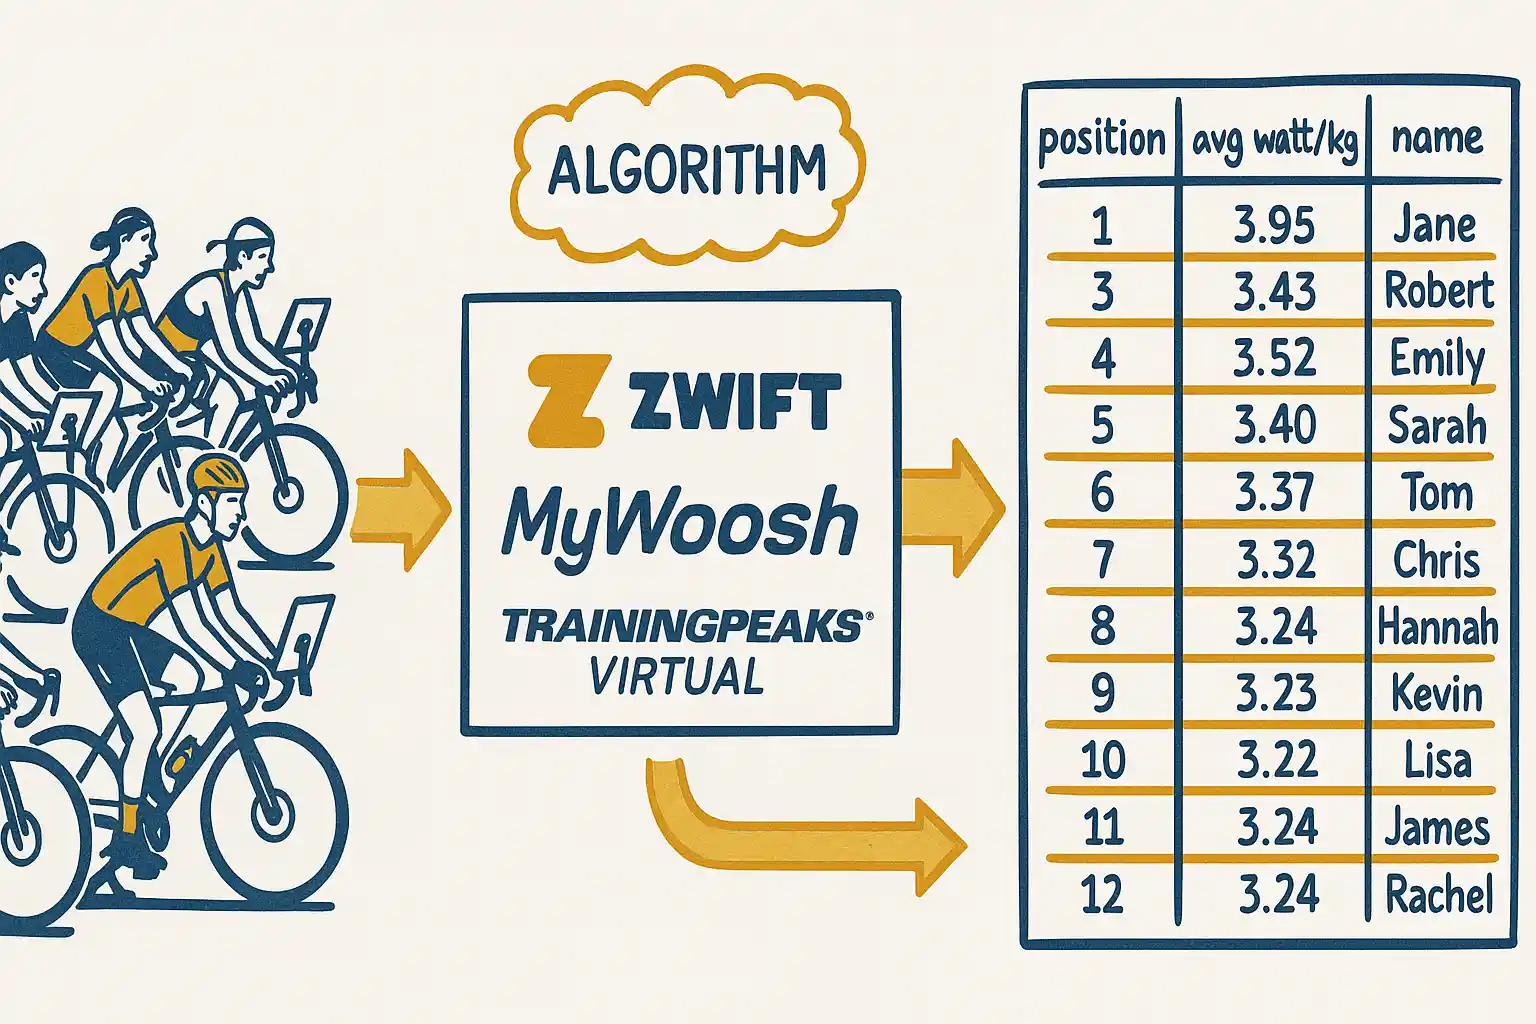 ALGORITHM
ZWIFT
MyWoosh
TRAININGPEAKS®
VIRTUAL
position avg watt/kg name
1 3.95 Jane
3 3.43 Robert
4 3.52 Emily
5 3.40 Sarah
6 3.37 Tom
7 3.32 Chris
8 3.24 Hannah
9 3.23 Kevin
10 3.22 Lisa
11 3.24 James
12 3.24 Rachel